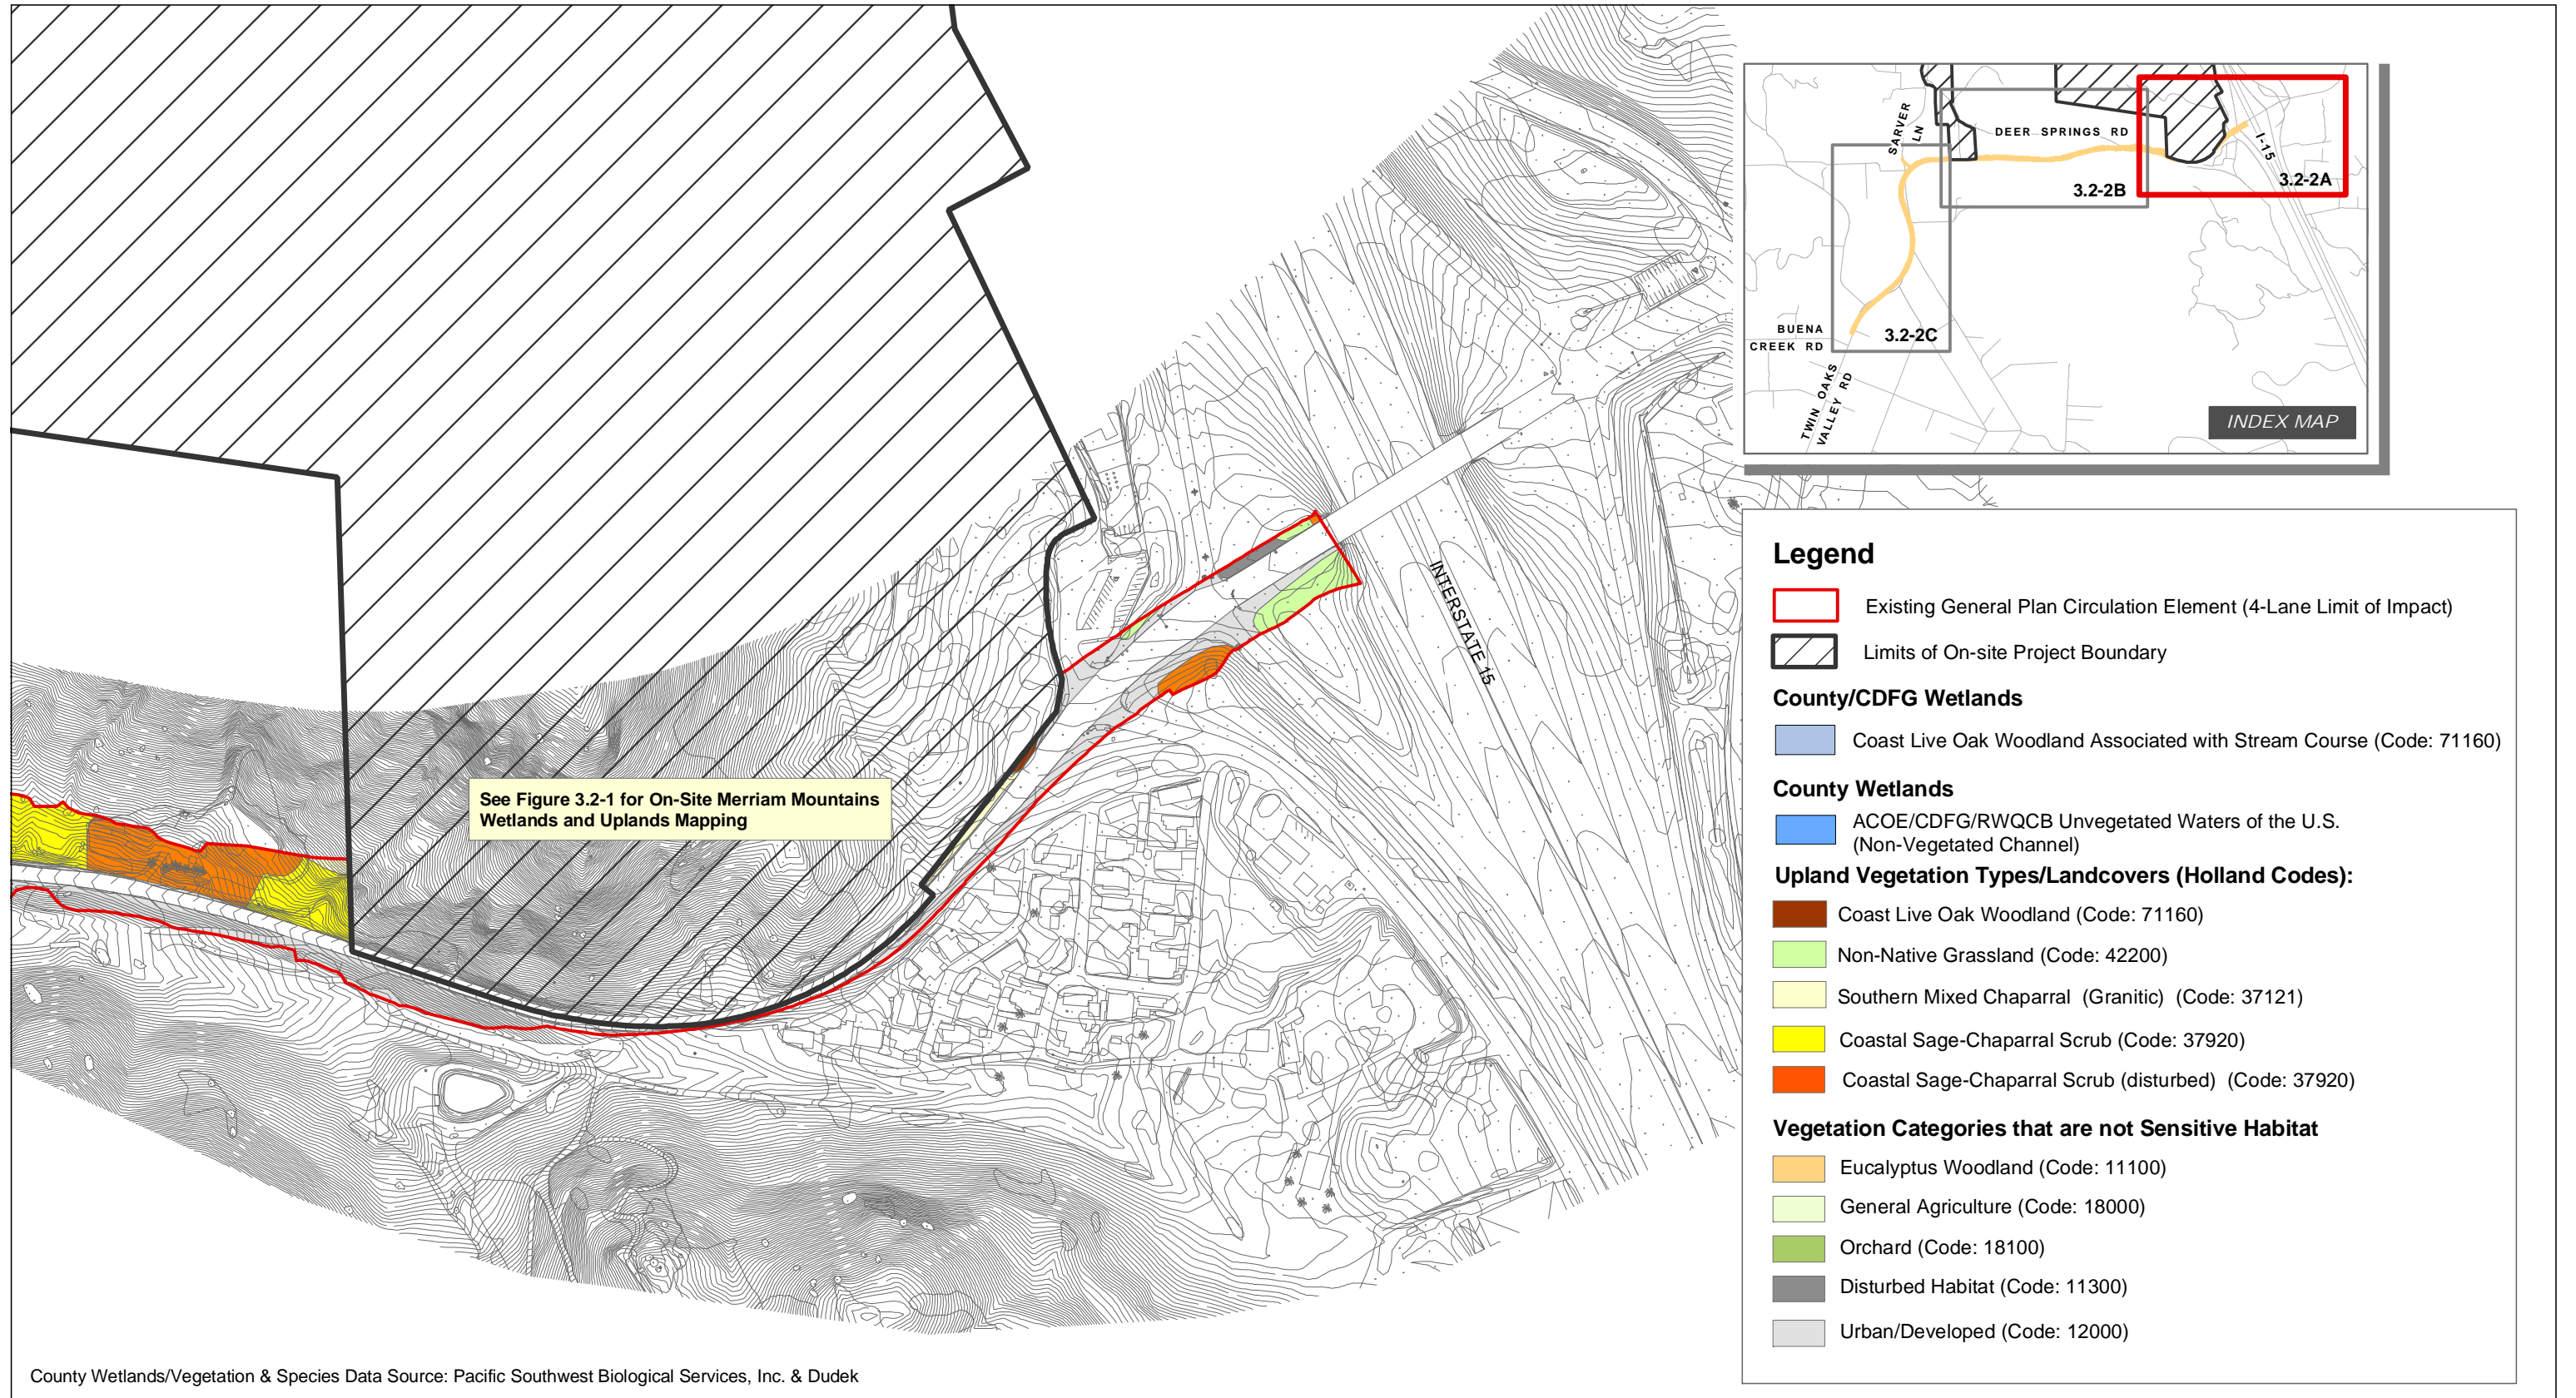 SARVER
LN
DEER SPRINGS RD
I-15
3.2-2A
3.2-2B
3.2-2C
BUENA
CREEK RD
TWIN OAKS
VALLEY RD
INDEX MAP
INTERSTATE 15
See Figure 3.2-1 for On-Site Merriam Mountains
Wetlands and Uplands Mapping
Legend
Existing General Plan Circulation Element (4-Lane Limit of Impact)
Limits of On-site Project Boundary
County/CDFG Wetlands
Coast Live Oak Woodland Associated with Stream Course (Code: 71160)
County Wetlands
ACOE/CDFG/RWQCB Unvegetated Waters of the U.S.
(Non-Vegetated Channel)
Upland Vegetation Types/Landcovers (Holland Codes):
Coast Live Oak Woodland (Code: 71160)
Non-Native Grassland (Code: 42200)
Southern Mixed Chaparral (Granitic) (Code: 37121)
Coastal Sage-Chaparral Scrub (Code: 37920)
Coastal Sage-Chaparral Scrub (disturbed) (Code: 37920)
Vegetation Categories that are not Sensitive Habitat
Eucalyptus Woodland (Code: 11100)
General Agriculture (Code: 18000)
Orchard (Code: 18100)
Disturbed Habitat (Code: 11300)
Urban/Developed (Code: 12000)
County Wetlands/Vegetation & Species Data Source: Pacific Southwest Biological Services, Inc. & Dudek